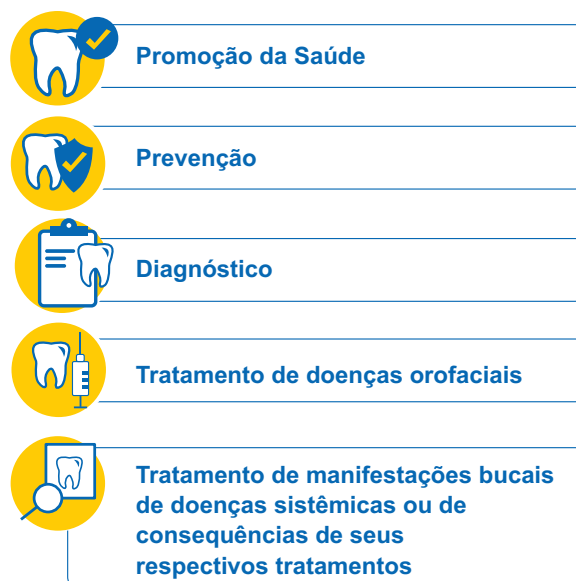 Promoção da Saúde
Prevenção
Diagnóstico
Tratamento de doenças orofaciais
Tratamento de manifestações bucais
de doenças sistêmicas ou de
consequências de seus
respectivos tratamentos